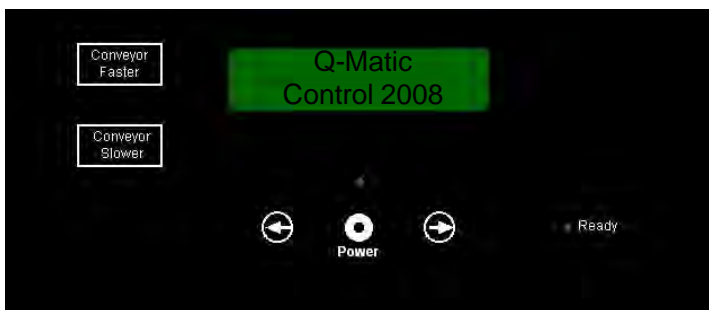 Conveyor
Faster
Q-Matic
Control 2008
Conveyor
Slower
Power
Ready